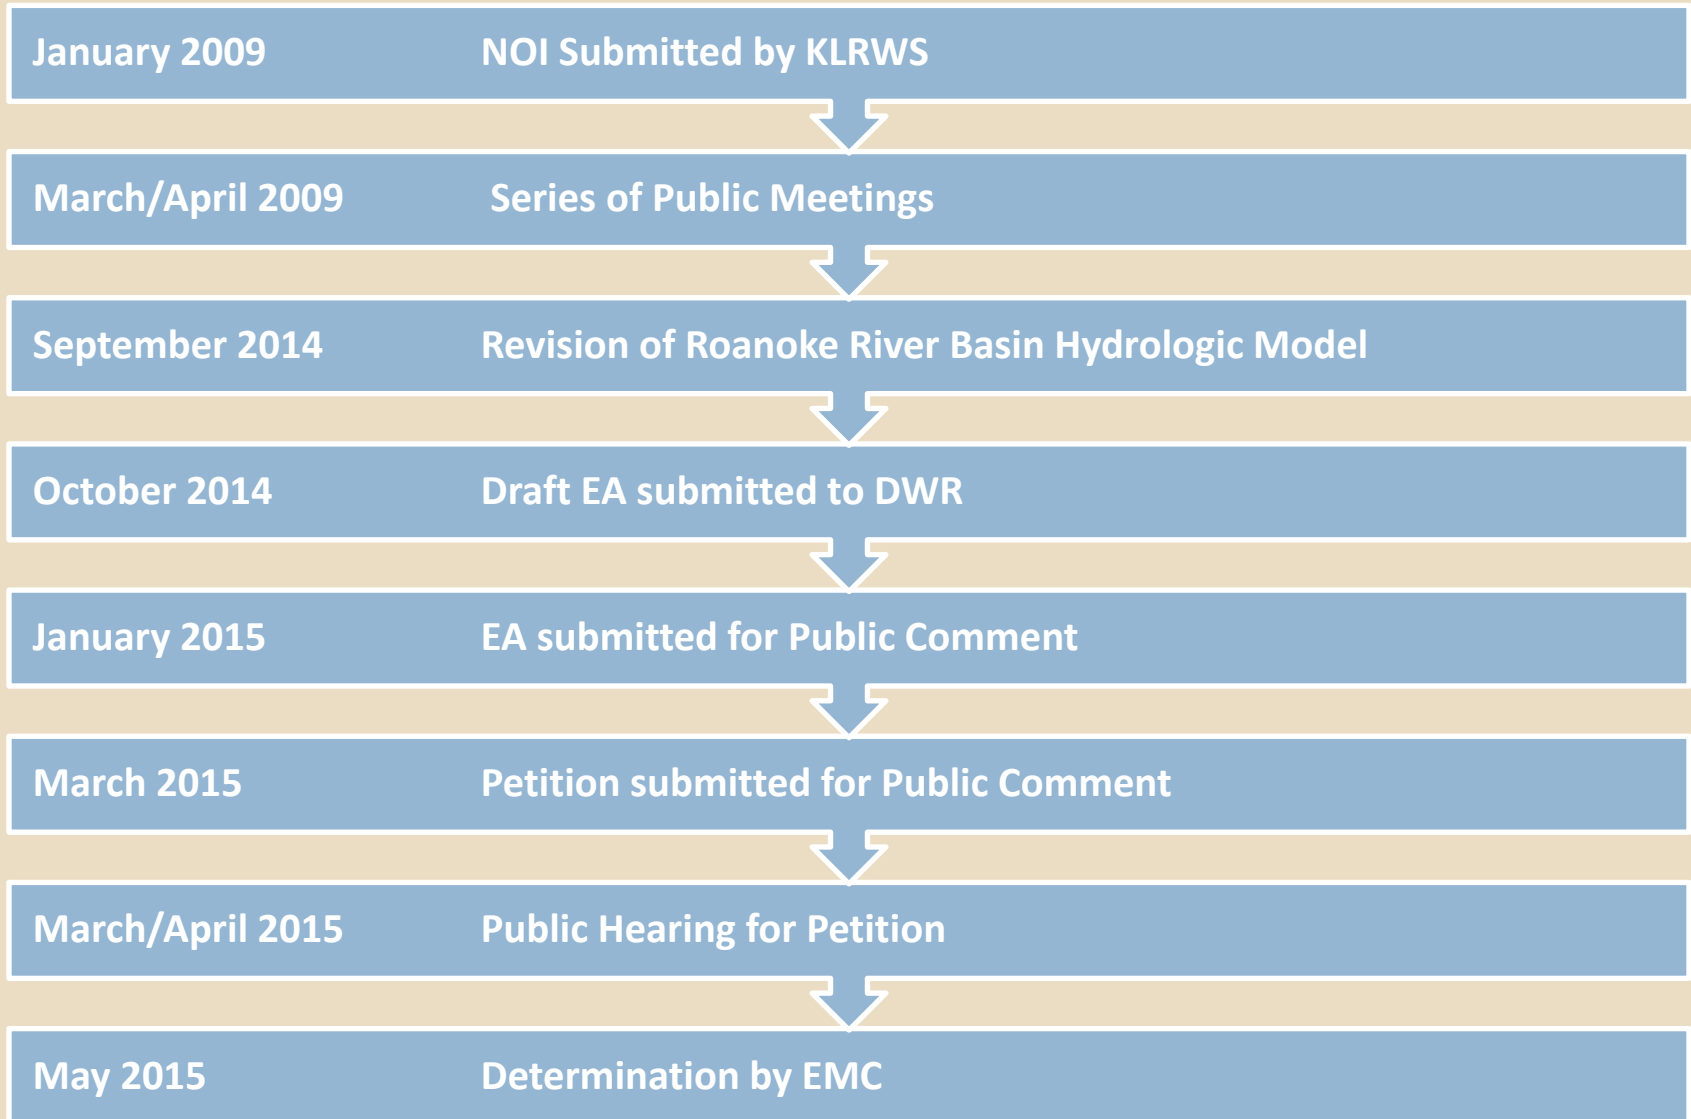 January 2009 NOI Submitted by KLRWS
March/April 2009 Series of Public Meetings
September 2014 Revision of Roanoke River Basin Hydrologic Model
October 2014 Draft EA submitted to DWR
January 2015 EA submitted for Public Comment
March 2015 Petition submitted for Public Comment
March/April 2015 Public Hearing for Petition
May 2015 Determination by EMC